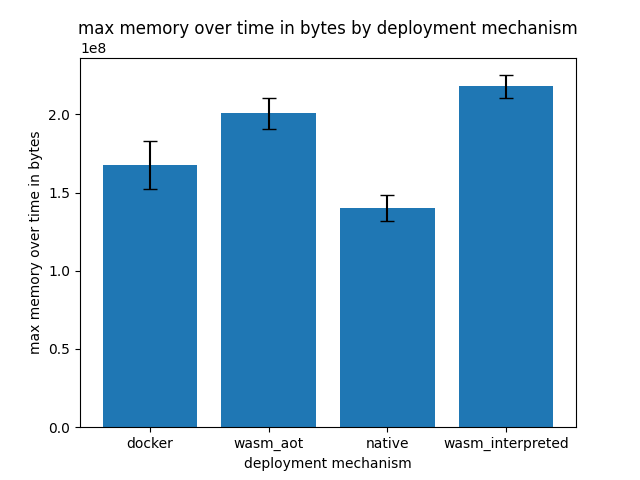 max memory over time in bytes by deployment mechanism
1e8
2.0
1.5
1.0
0.5
0.0
max memory over time in bytes
docker wasm_aot native wasm_interpreted
deployment mechanism